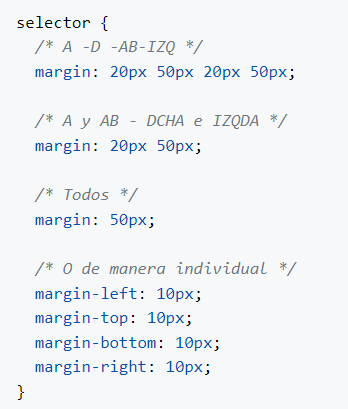 selector {
/* A -D -AB-IZQ */
margin: 20px 50px 20px 50px;
/* A y AB - DCHA e IZQDA */
margin: 20px 50px;
/* Todos */
margin: 50px;
/* O de manera individual */
margin-left: 10px;
margin-top: 10px;
margin-bottom: 10px;
margin-right: 10px;
}